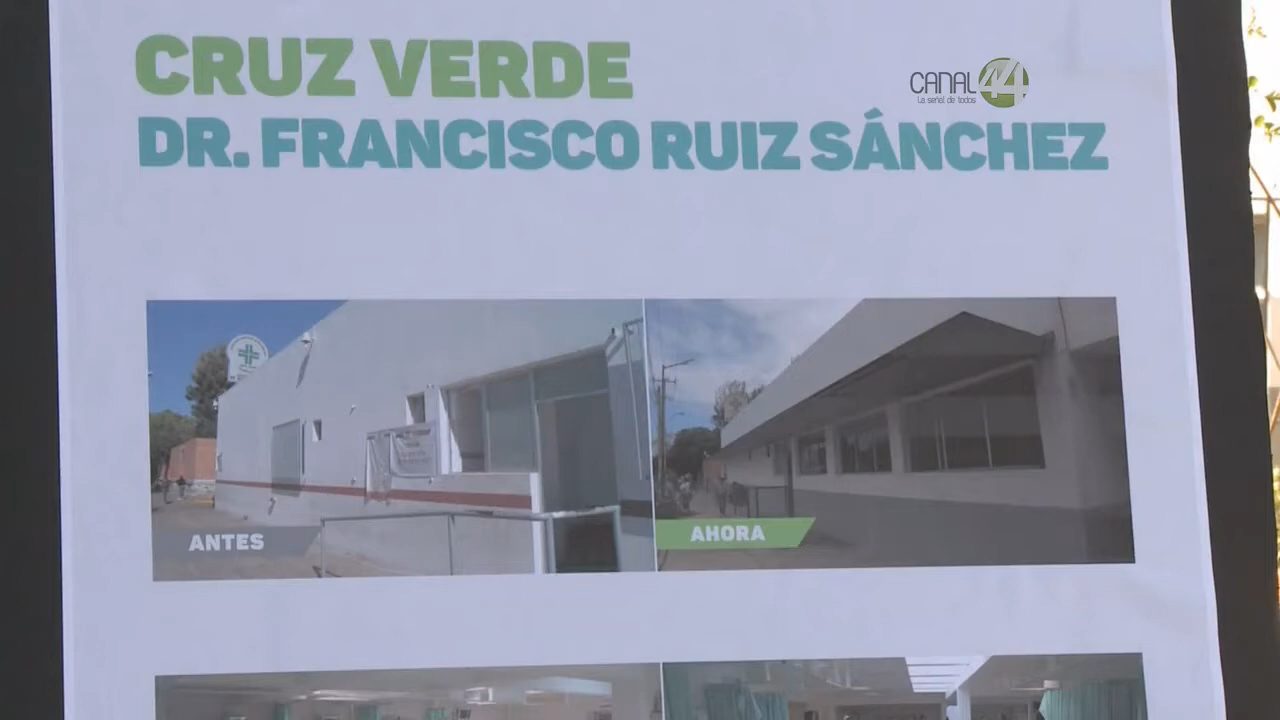 CRUZ VERDE
DR. FRANCISCO RUIZ SÁNCHEZ
CANAL 44
La señal de todos
ANTES
AHORA